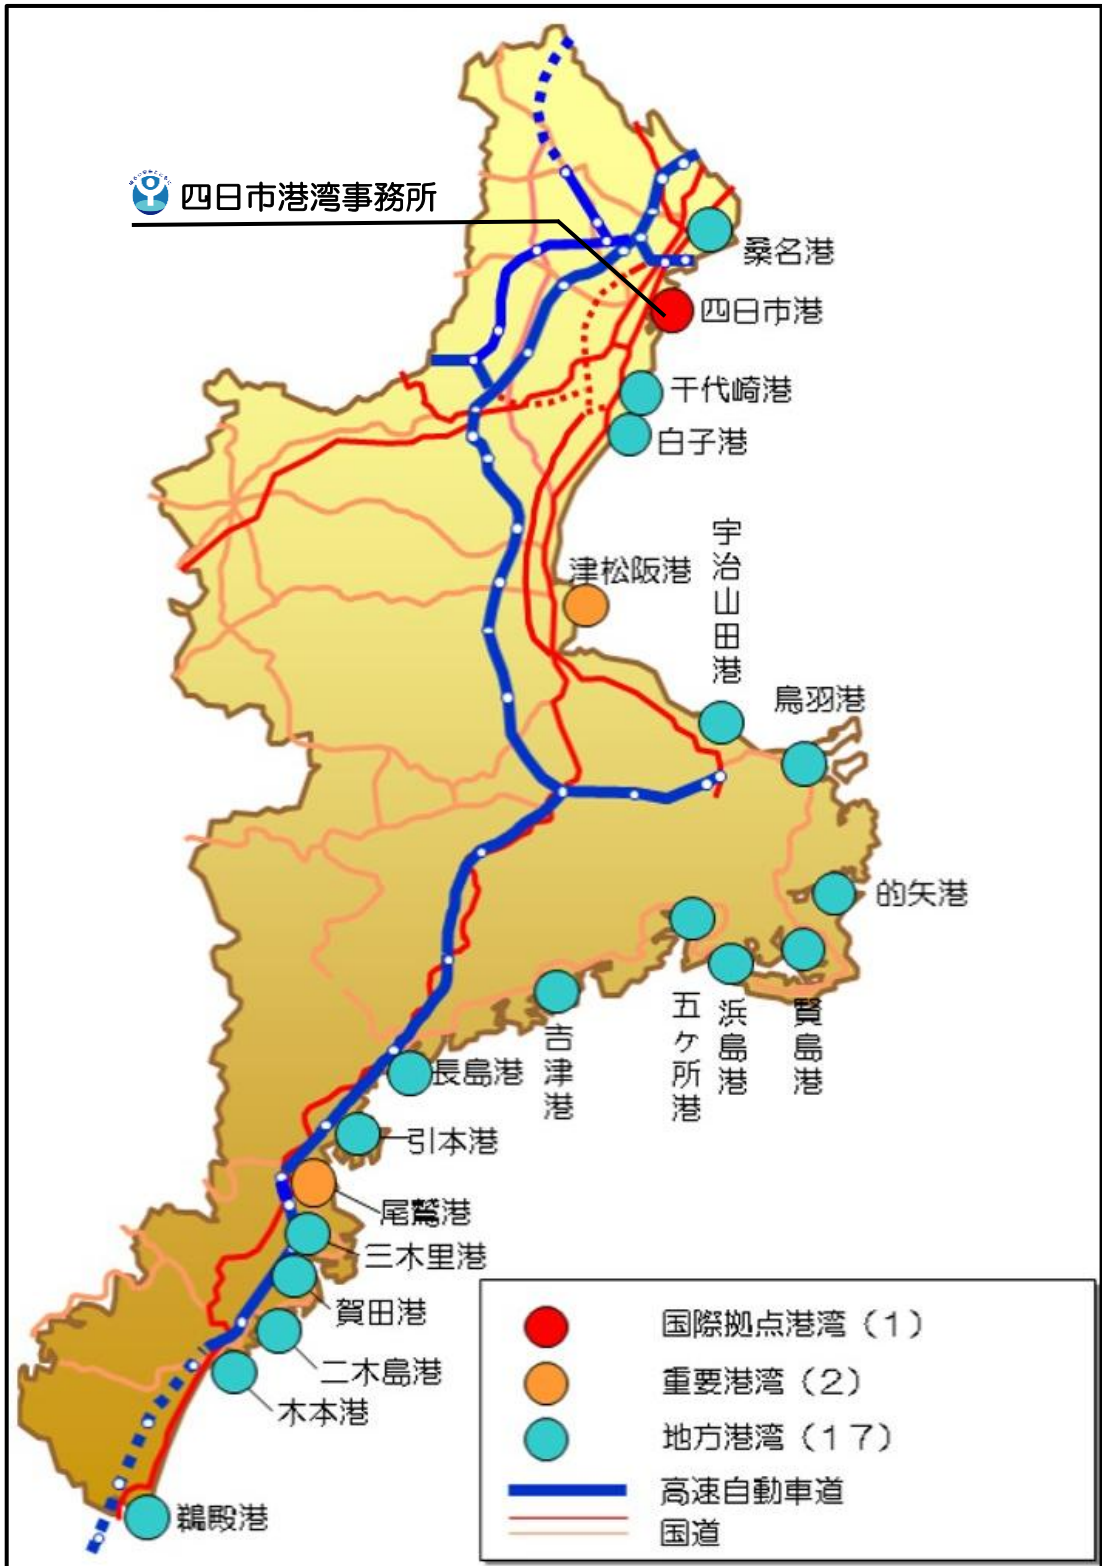 四日市港湾事務所
桑名港
四日市港
千代崎港
白子港
津松阪港
宇治山田港
鳥羽港
的矢港
五ケ所港
浜島港
賢島港
吉津港
長島港
引本港
尾鷲港
三木里港
賀田港
二木島港
木本港
鵜殿港
国際拠点港湾（１）
重要港湾（２）
地方港湾（１７）
高速自動車道
国道